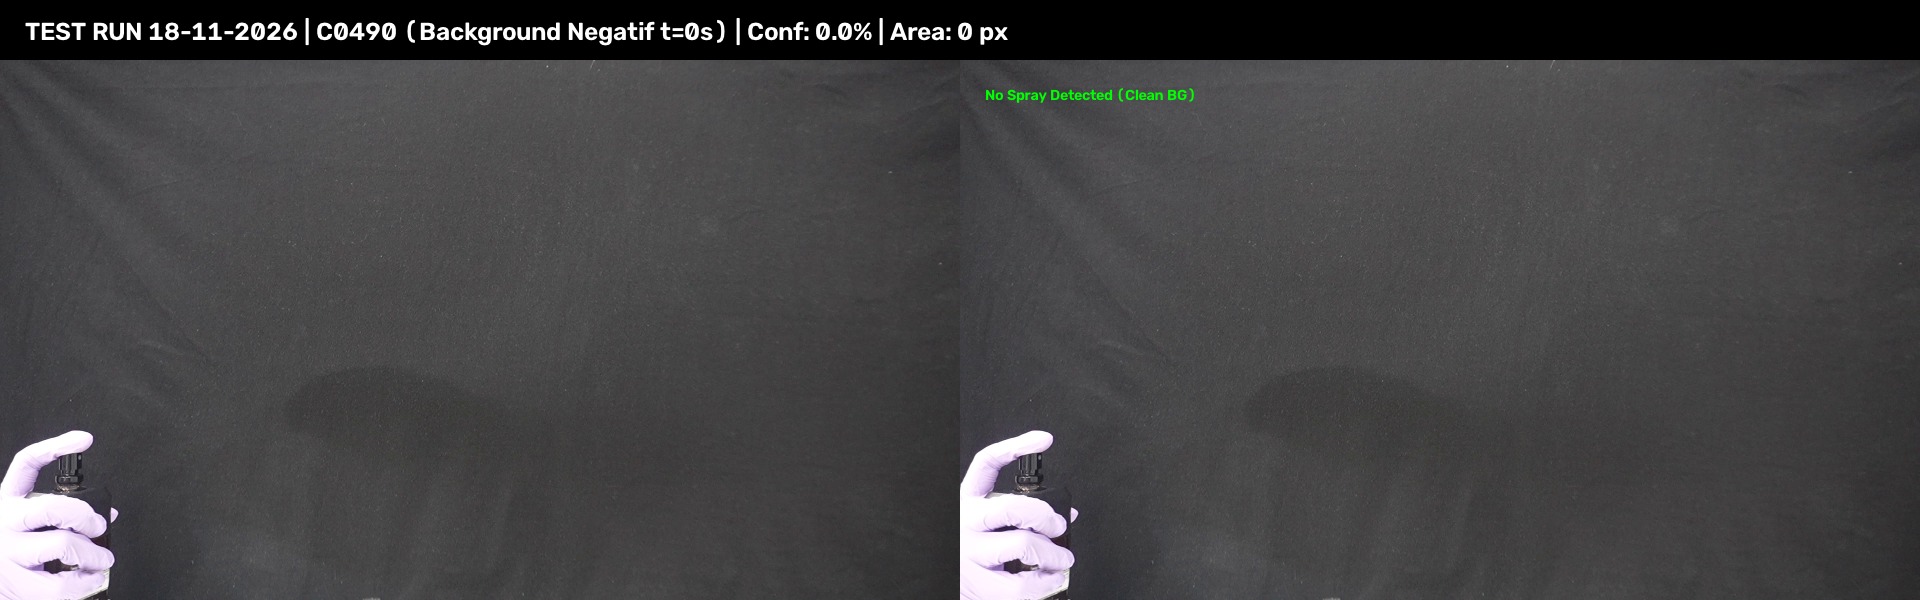 TEST RUN 18-11-2026 | C0490 (Background Negatif t=0s) | Conf: 0.0% | Area: 0 px
No Spray Detected (Clean BG)